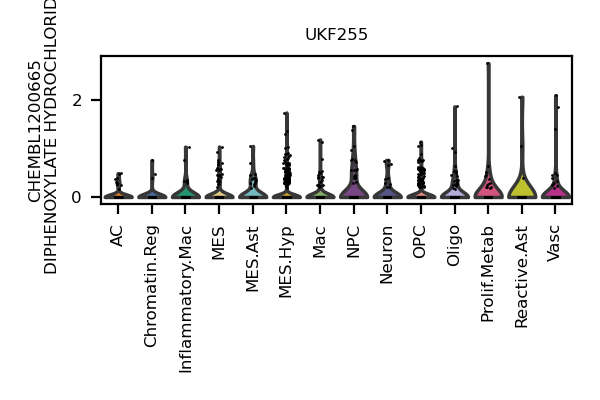 UKF255
CHEMBL1200665
DIPHENOXYLATE HYDROCHLORID
2
0
AC
Chromatin.Reg
Inflammatory.Mac
MES
MES.Ast
MES.Hyp
Mac
NPC
Neuron
OPC
Oligo
Prolif.Metab
Reactive.Ast
Vasc